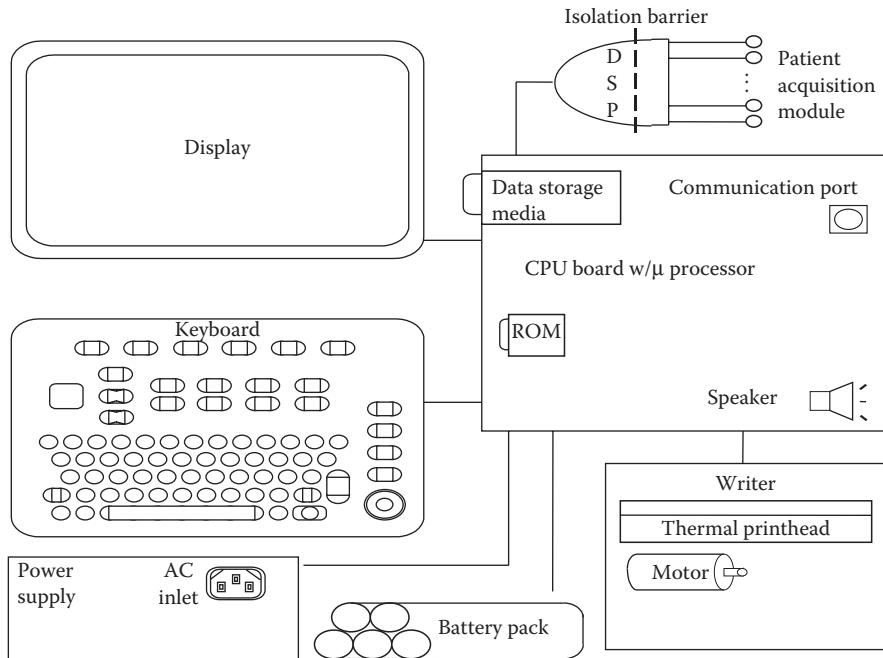 Isolation barrier
D
S
P
Patient
acquisition
module
Display
Data storage
media
Communication port
CPU board w/μ processor
Keyboard
ROM
Speaker
Writer
Thermal printhead
Motor
Power
supply
AC
inlet
Battery pack